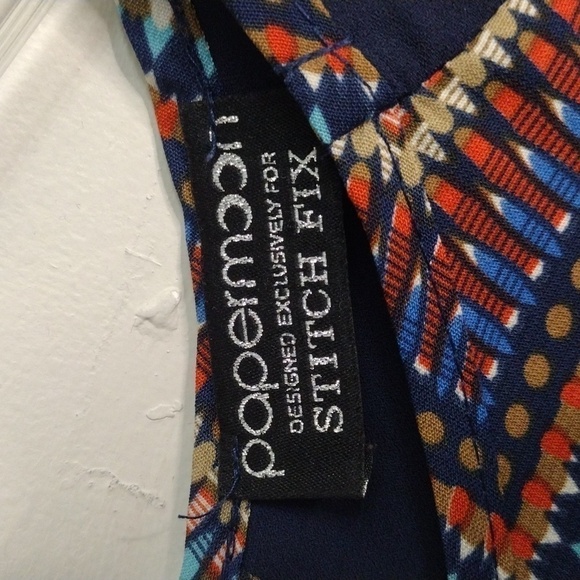 papermoon
DESIGNED EXCLUSIVELY FOR
STITCH FIX